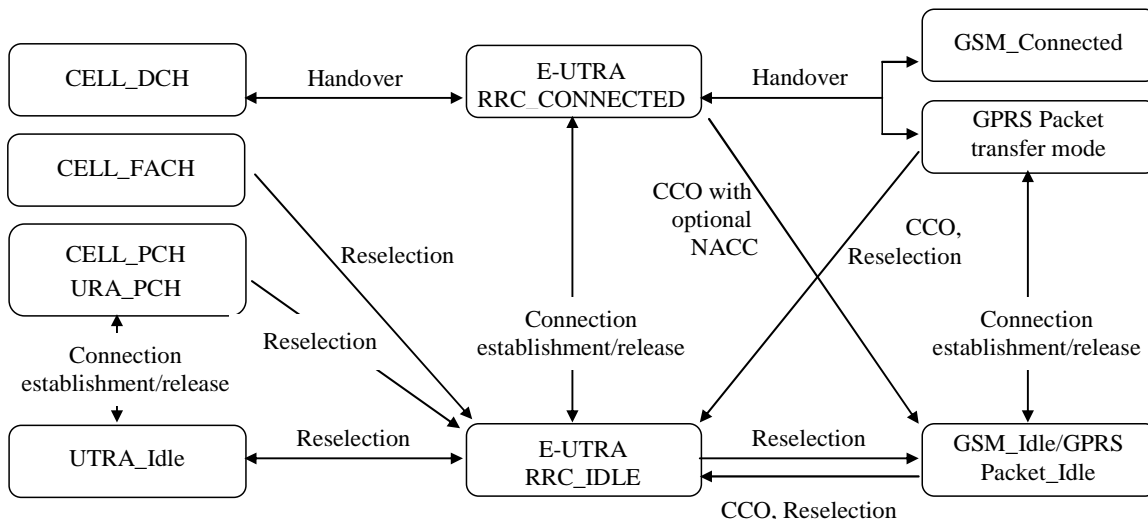 GSM_Connected
CELL_DCH
Handover
E-UTRA
RRC_CONNECTED
Handover
GPRS Packet
transfer mode
CELL_FACH
CCO with
optional
NACC
CCO,
Reselection
Reselection
CELL_PCH
URA_PCH
Reselection
Connection
establishment/release
Connection
establishment/release
Connection
establishment/release
UTRA_Idle
Reselection
E-UTRA
RRC_IDLE
Reselection
GSM_Idle/GPRS
Packet_Idle
CCO, Reselection